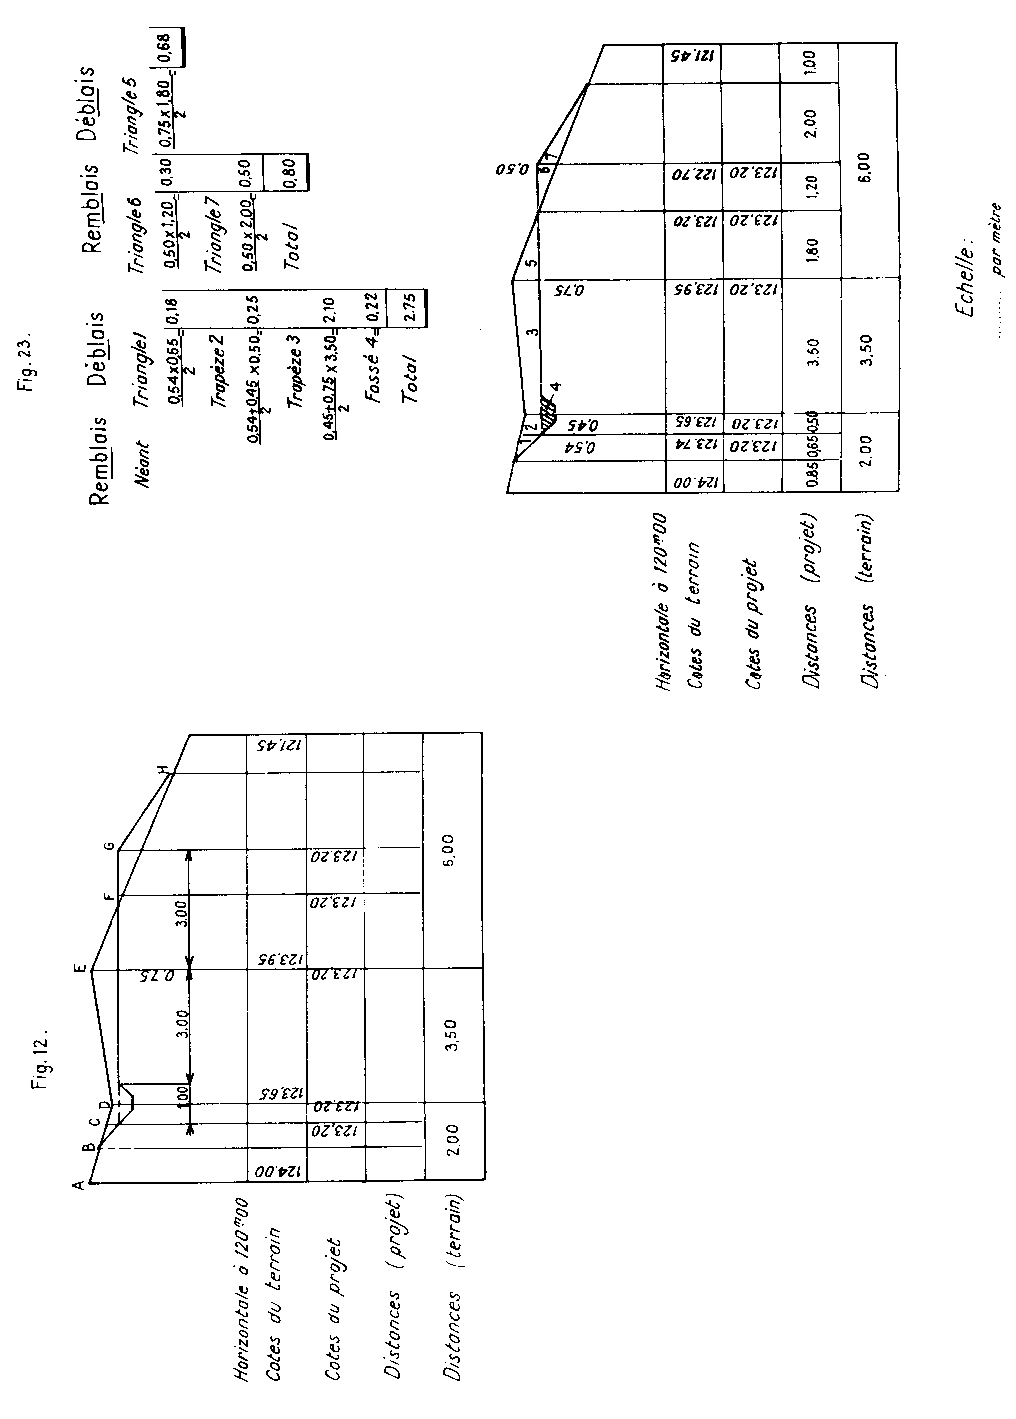 Fig. 23.
Remblais Déblais Remblais Déblais
Néant Triangle 1 Triangle 6 Triangle 5
0,54 x 0,65 = 0,18
2
0,50 x 1,20 = 0,30
2
0,75 x 1,80 = 0,68
2
Trapèze 2 Triangle 7
0,54 + 0,45 x 0,50 = 0,25
2
0,50 x 2,00 = 0,50
2
Trapèze 3 Total 0,80
0,45 + 0,75 x 3,50 = 2,10
2
Fossé 4 = 0,22
Total 2.75
1 2 3 4 5 6 7
0,54 0,45 0,75 0,50
Horizontale à 120m00
Cotes du terrain 124.00 123.74 123.65 123.95 123.20 122.70 121.45
Cotes du projet 123.20 123.20 123.20 123.20 123.20
Distances (projet) 0.85 0,65 0,50 3.50 1,80 1,20 2.00 1.00
Distances (terrain) 2.00 3,50 6,00
Echelle:
.......... par mètre
Fig. 12.
A B C D E F G H
0.75
1,00 3.00 3.00
Horizontale à 120m00
Cotes du terrain 124.00 123.65 123.95 121.45
Cotes du projet 123,20 123.20 123,20 123.20 123.20
Distances (projet)
Distances (terrain) 2.00 3,50 6,00